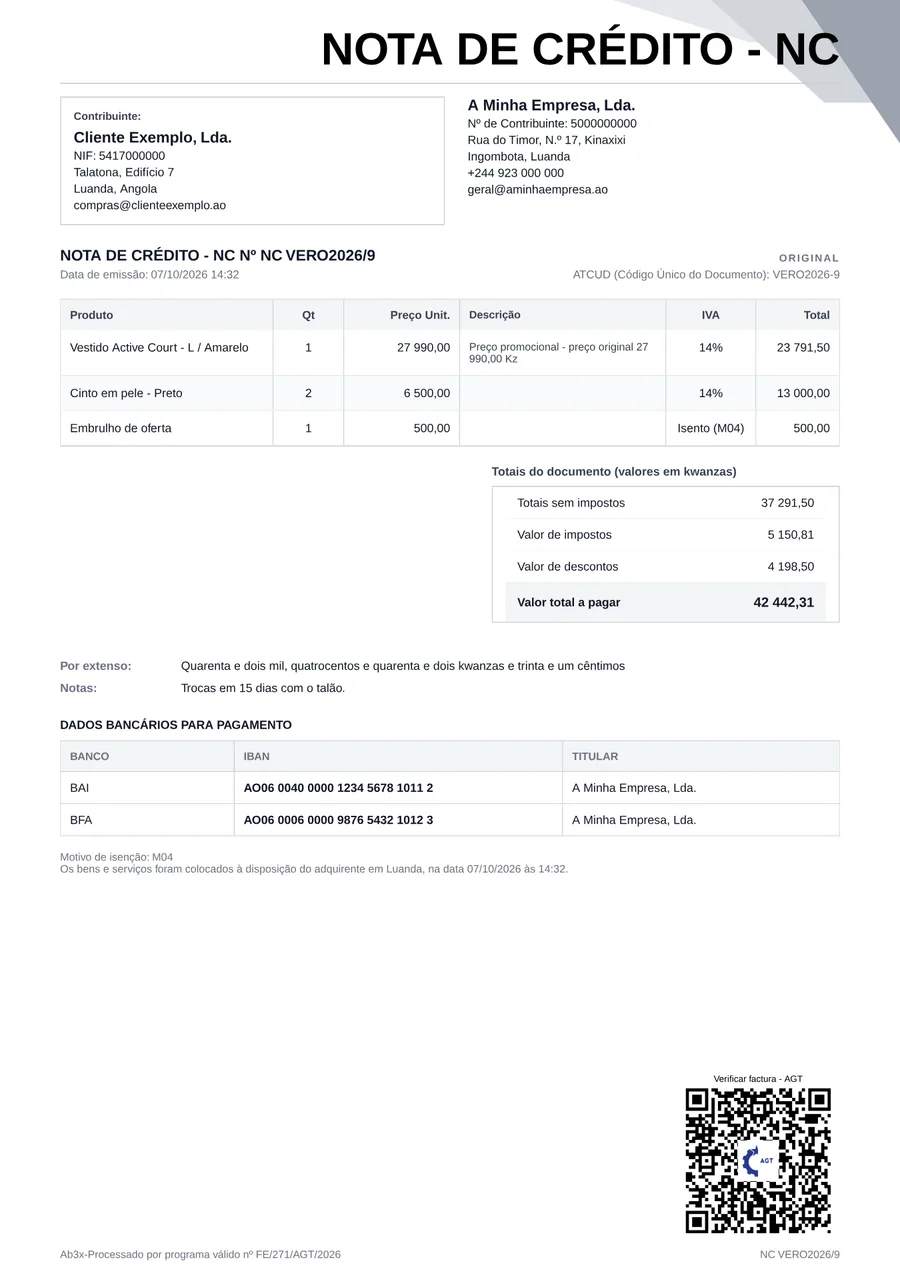 NOTA DE CRÉDITO - NC
Contribuinte:
Cliente Exemplo, Lda.
NIF: 5417000000
Talatona, Edifício 7
Luanda, Angola
compras@clienteexemplo.ao
A Minha Empresa, Lda.
Nº de Contribuinte: 5000000000
Rua do Timor, N.º 17, Kinaxixi
Ingombota, Luanda
+244 923 000 000
geral@aminhaempresa.ao
NOTA DE CRÉDITO - NC Nº NC VERO2026/9
ORIGINAL
Data de emissão: 07/10/2026 14:32
ATCUD (Código Único do Documento): VERO2026-9
Produto Qt Preço Unit. Descrição IVA Total
Vestido Active Court - L / Amarelo 1 27 990,00 Preço promocional - preço original 27 990,00 Kz 14% 23 791,50
Cinto em pele - Preto 2 6 500,00 14% 13 000,00
Embrulho de oferta 1 500,00 Isento (M04) 500,00
Totais do documento (valores em kwanzas)
Totais sem impostos 37 291,50
Valor de impostos 5 150,81
Valor de descontos 4 198,50
Valor total a pagar 42 442,31
Por extenso: Quarenta e dois mil, quatrocentos e quarenta e dois kwanzas e trinta e um cêntimos
Notas: Trocas em 15 dias com o talão.
DADOS BANCÁRIOS PARA PAGAMENTO
BANCO IBAN TITULAR
BAI AO06 0040 0000 1234 5678 1011 2 A Minha Empresa, Lda.
BFA AO06 0006 0000 9876 5432 1012 3 A Minha Empresa, Lda.
Motivo de isenção: M04
Os bens e serviços foram colocados à disposição do adquirente em Luanda, na data 07/10/2026 às 14:32.
Verificar factura - AGT
AGT
Ab3x-Processado por programa válido nº FE/271/AGT/2026
NC VERO2026/9